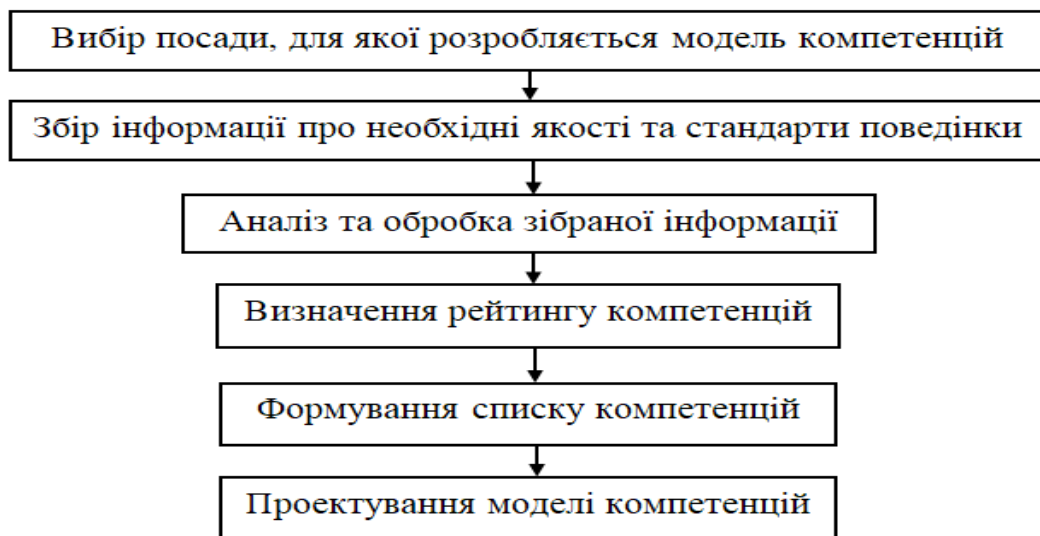 Вибір посади, для якої розробляється модель компетенцій
Збір інформації про необхідні якості та стандарти поведінки
Аналіз та обробка зібраної інформації
Визначення рейтингу компетенцій
Формування списку компетенцій
Проектування моделі компетенцій